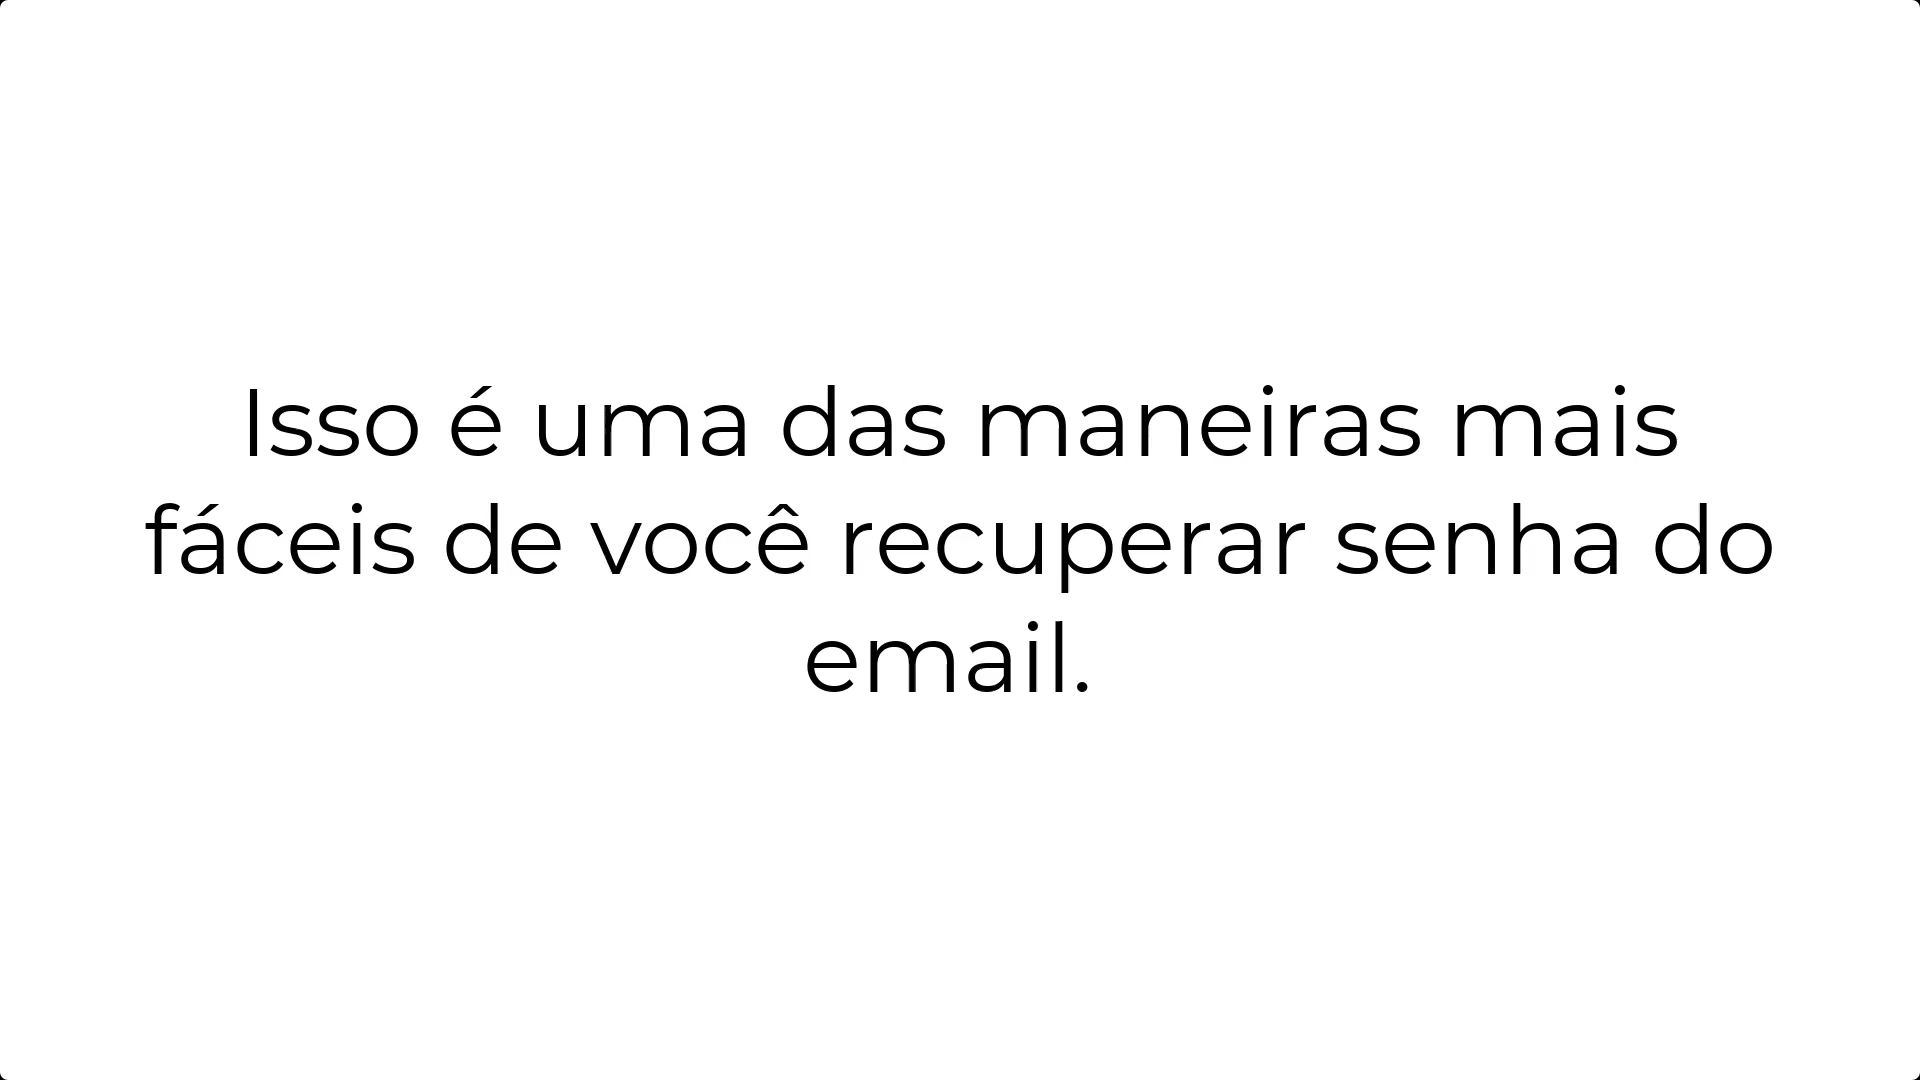 Isso é uma das maneiras mais
fáceis de você recuperar senha do
email.